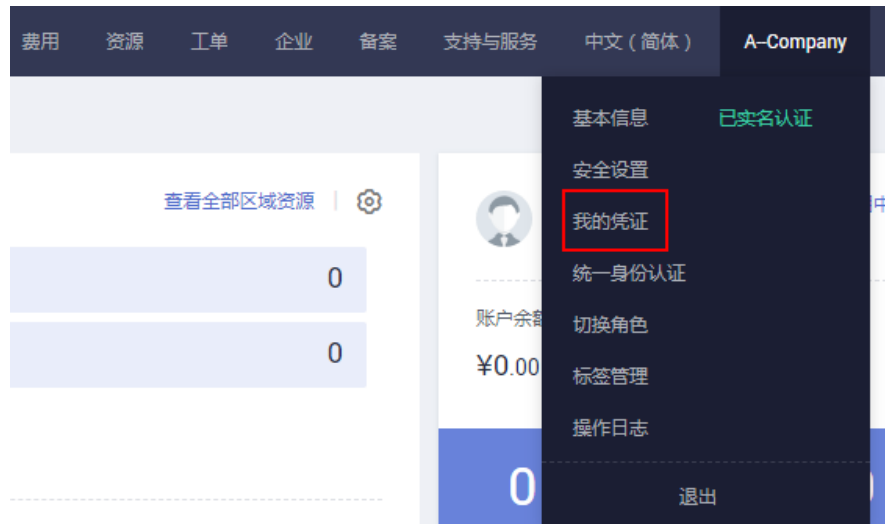 费用 资源 工单 企业 备案 支持与服务 中文（简体） A-Company
基本信息 已实名认证
安全设置
查看全部区域资源
我的凭证
统一身份认证
0
账户余额
切换角色
0
¥0.00
标签管理
操作日志
0
退出